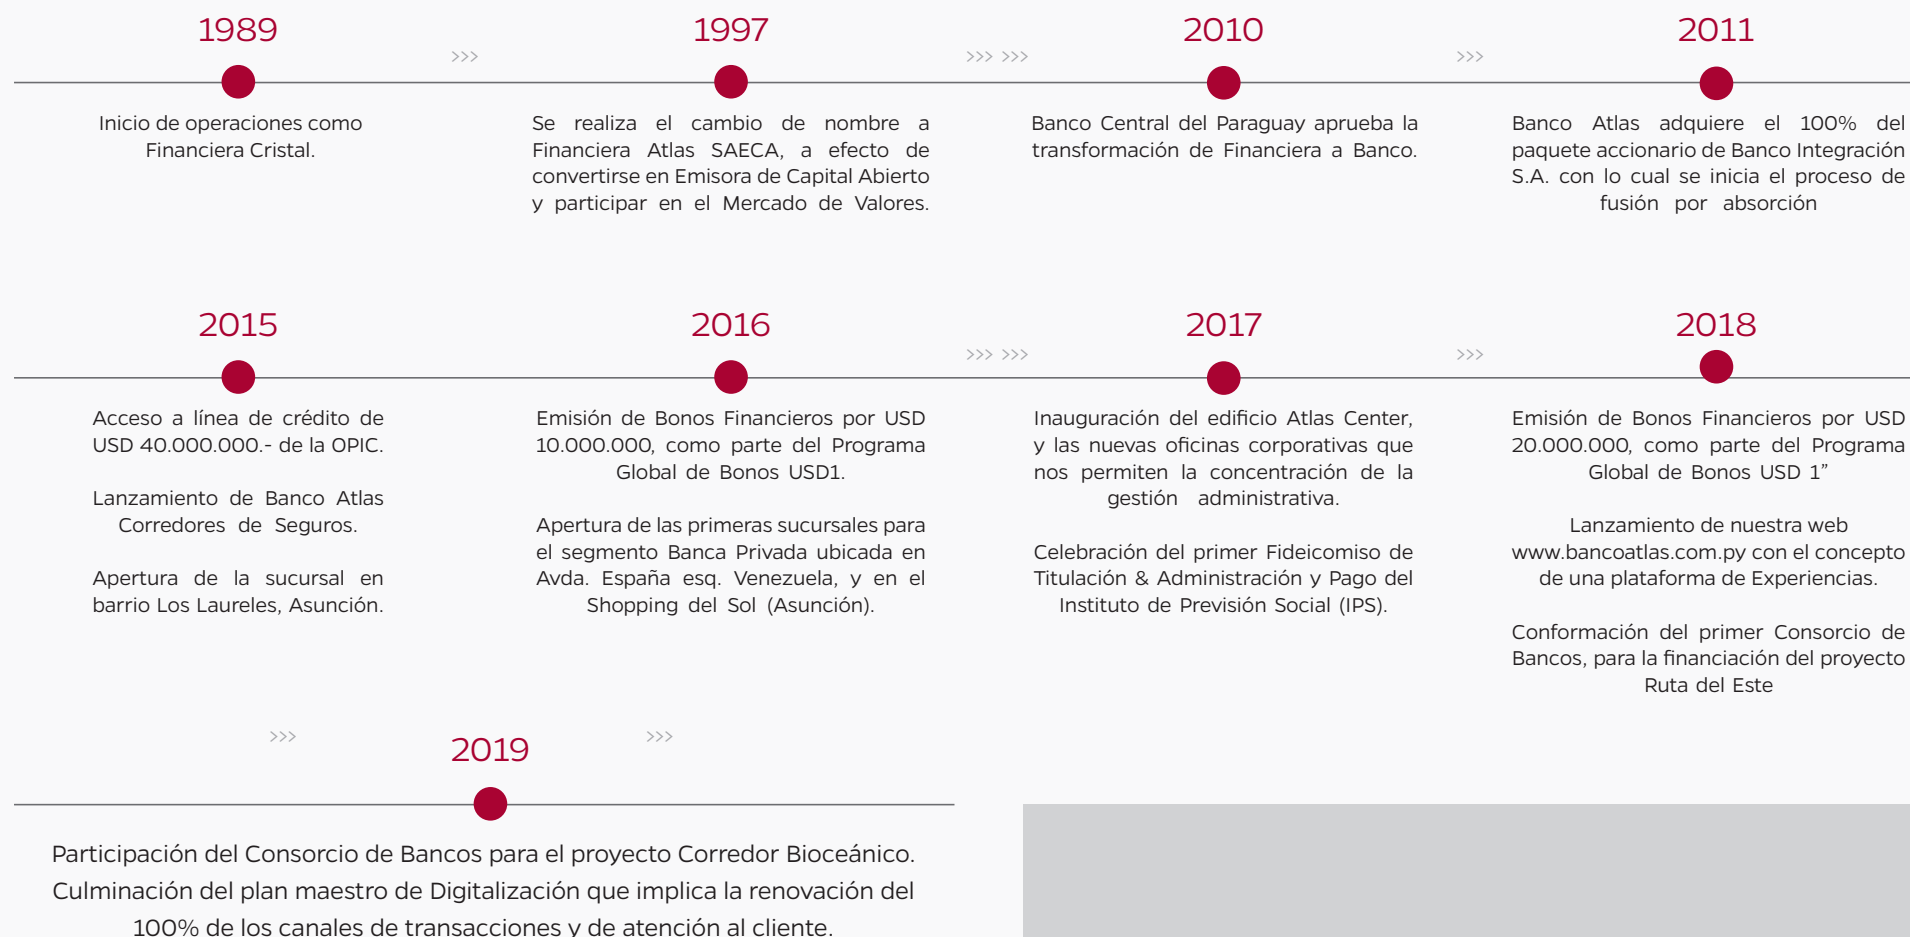 1989
Inicio de operaciones como
Financiera Cristal.
>>>
1997
Se realiza el cambio de nombre a
Financiera Atlas SAECA, a efecto de
convertirse en Emisora de Capital Abierto
y participar en el Mercado de Valores.
>>> >>>
2010
Banco Central del Paraguay aprueba la
transformación de Financiera a Banco.
>>>
2011
Banco Atlas adquiere el 100% del
paquete accionario de Banco Integración
S.A. con lo cual se inicia el proceso de
fusión por absorción
2015
Acceso a línea de crédito de
USD 40.000.000.- de la OPIC.
Lanzamiento de Banco Atlas
Corredores de Seguros.
Apertura de la sucursal en
barrio Los Laureles, Asunción.
2016
Emisión de Bonos Financieros por USD
10.000.000, como parte del Programa
Global de Bonos USD1.
Apertura de las primeras sucursales para
el segmento Banca Privada ubicada en
Avda. España esq. Venezuela, y en el
Shopping del Sol (Asunción).
>>> >>>
2017
Inauguración del edificio Atlas Center,
y las nuevas oficinas corporativas que
nos permiten la concentración de la
gestión administrativa.
Celebración del primer Fideicomiso de
Titulación & Administración y Pago del
Instituto de Previsión Social (IPS).
>>>
2018
Emisión de Bonos Financieros por USD
20.000.000, como parte del Programa
Global de Bonos USD 1”
Lanzamiento de nuestra web
www.bancoatlas.com.py con el concepto
de una plataforma de Experiencias.
Conformación del primer Consorcio de
Bancos, para la financiación del proyecto
Ruta del Este
>>>
2019
>>>
Participación del Consorcio de Bancos para el proyecto Corredor Bioceánico.
Culminación del plan maestro de Digitalización que implica la renovación del
100% de los canales de transacciones y de atención al cliente.